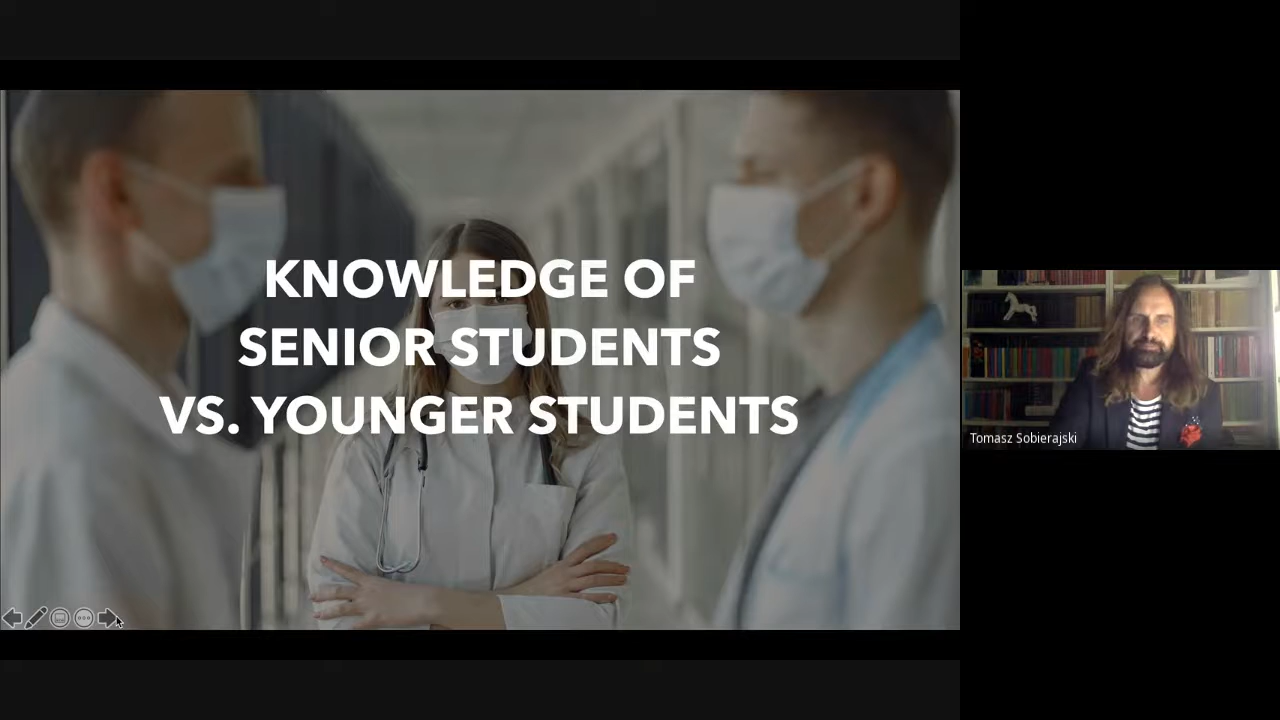 KNOWLEDGE OF
SENIOR STUDENTS
VS. YOUNGER STUDENTS
Tomasz Sobierajski